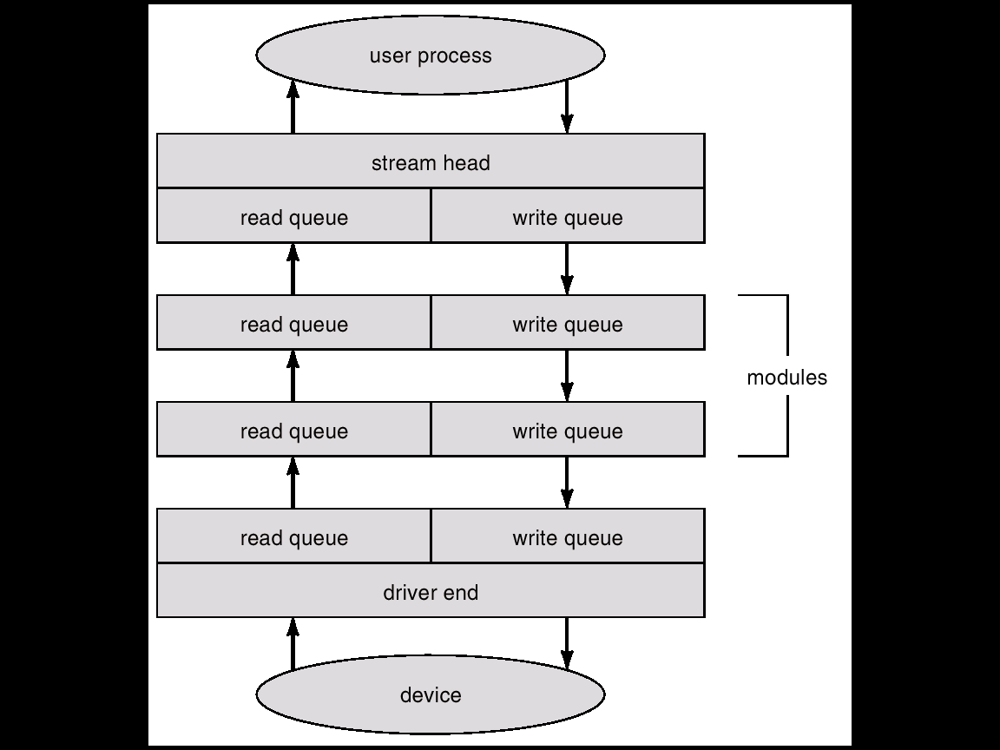 user process
stream head
read queue write queue
read queue write queue
modules
read queue write queue
read queue write queue
driver end
device